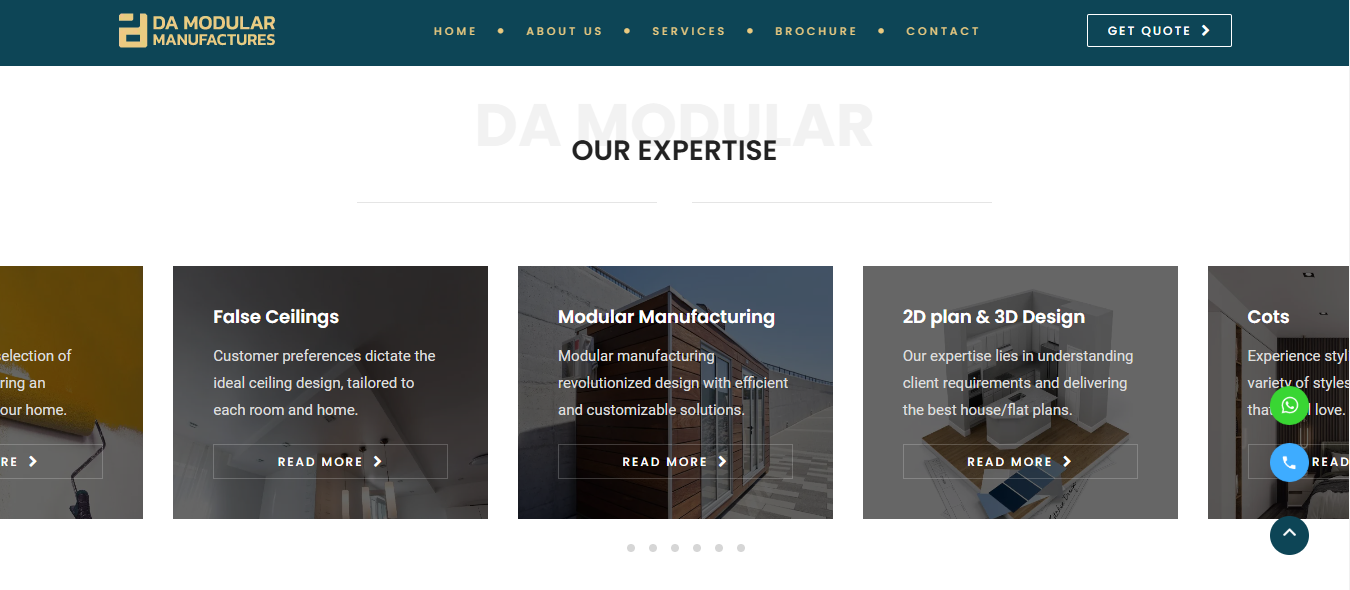 DA MODULAR
MANUFACTURES
HOME
ABOUT US
SERVICES
BROCHURE
CONTACT
GET QUOTE
DA MODULAR
OUR EXPERTISE
election of
ring an
our home.
RE
False Ceilings
Customer preferences dictate the
ideal ceiling design, tailored to
each room and home.
READ MORE
Modular Manufacturing
Modular manufacturing
revolutionized design with efficient
and customizable solutions.
READ MORE
2D plan & 3D Design
Our expertise lies in understanding
client requirements and delivering
the best house/flat plans.
READ MORE
Cots
Experience styl
variety of styles
love.
READ